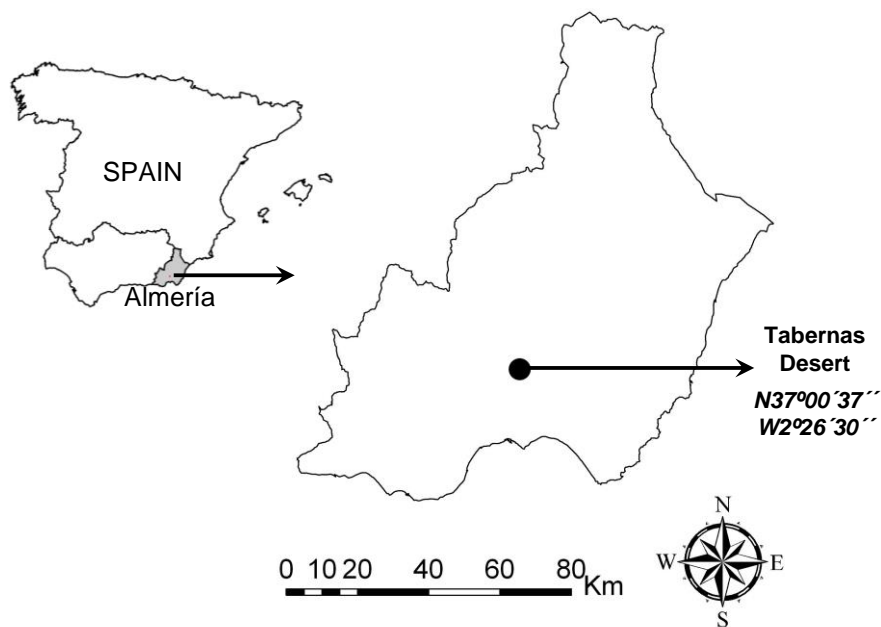 SPAIN
Almería
Tabernas
Desert
N37º00´37´´
W2º26´30´´
0 10 20 40 60 80 Km
N
W E
S